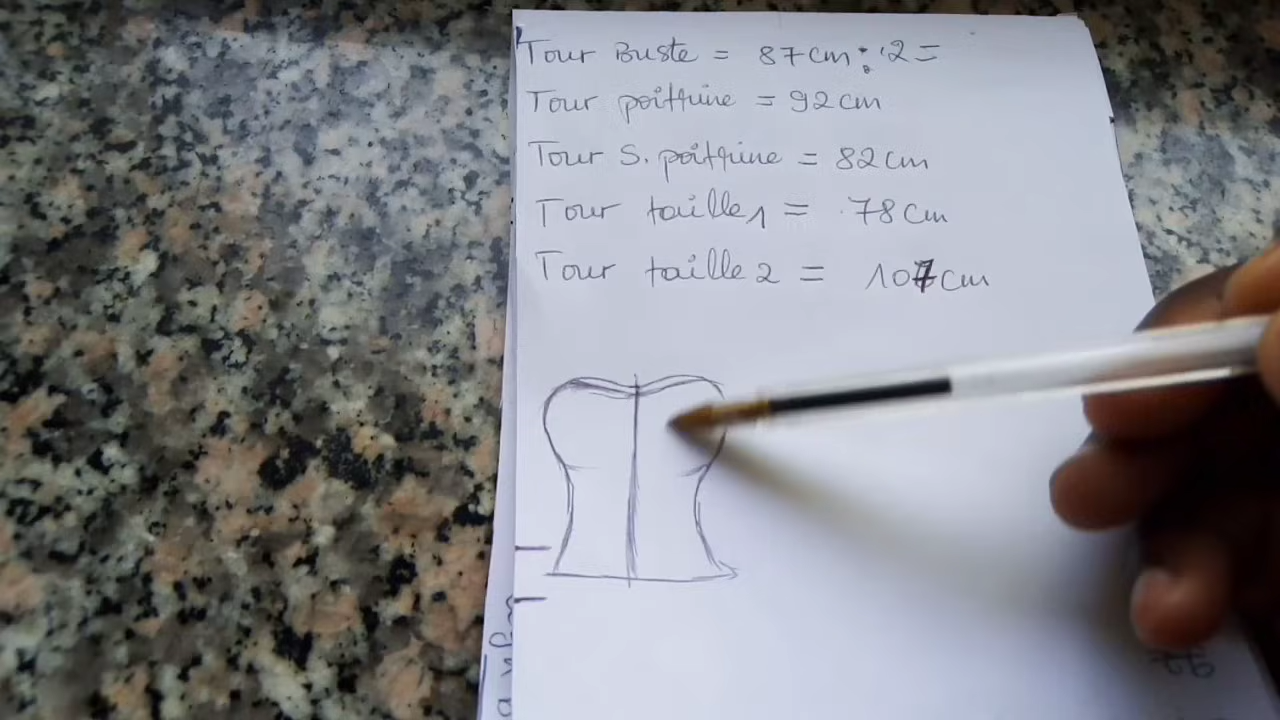 Tour Buste = 87cm : 2 =
Tour poitrine = 92cm
Tour S. poitrine = 82cm
Tour taille1 = 78cm
Tour taille2 = 107cm